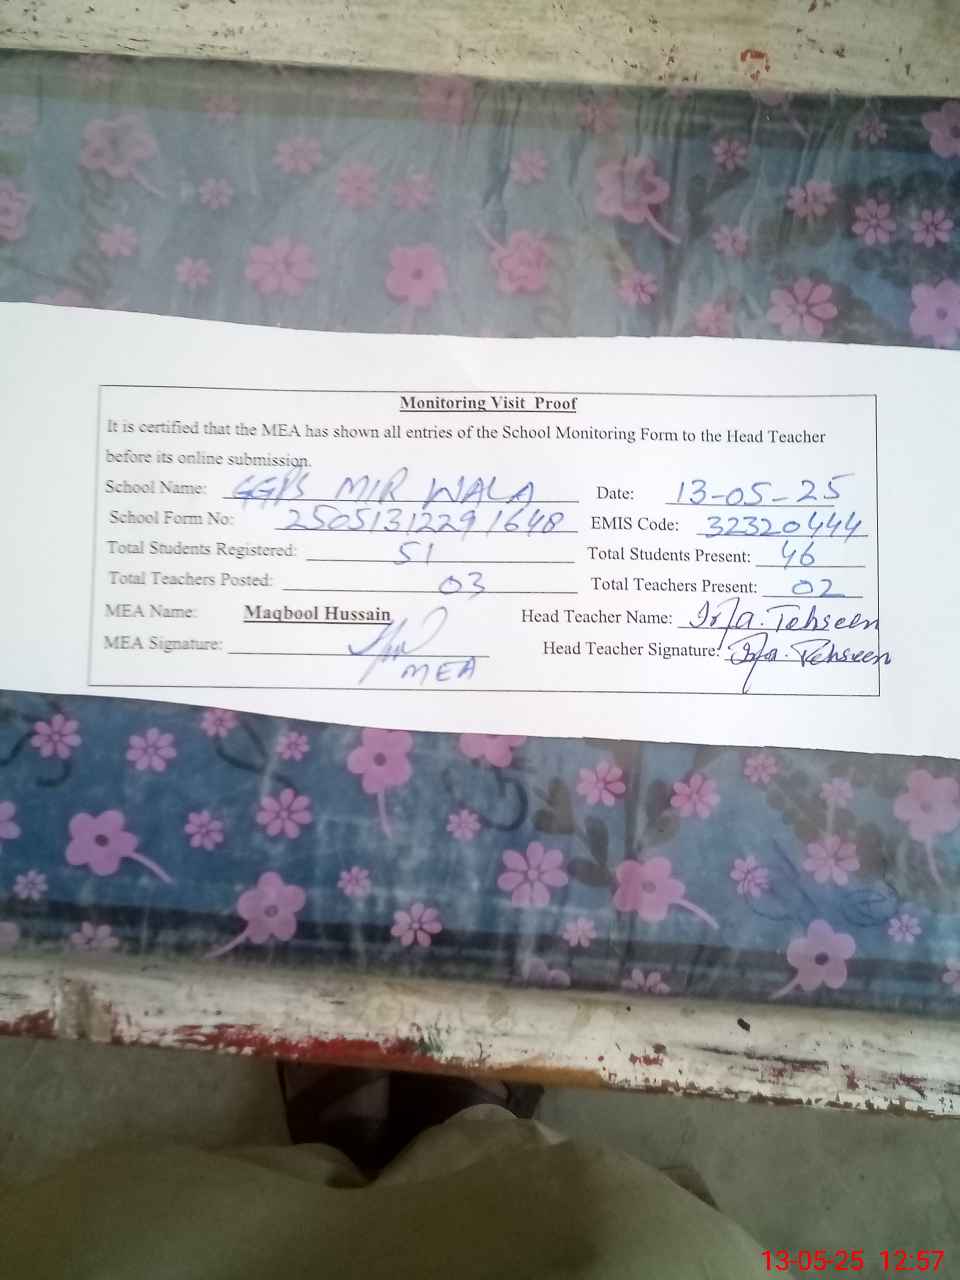 Monitoring Visit Proof
It is certified that the MEA has shown all entries of the School Monitoring Form to the Head Teacher
before its online submission.
School Name: GGPS MIR WALA Date: 13-05-25
School Form No: 25051312291648 EMIS Code: 32320444
Total Students Registered: 51 Total Students Present: 46
Total Teachers Posted: 03 Total Teachers Present: 02
MEA Name: Maqbool Hussain Head Teacher Name: Tehseen
MEA Signature: MEA Head Teacher Signature: Tehseen
13-05-25 12:57